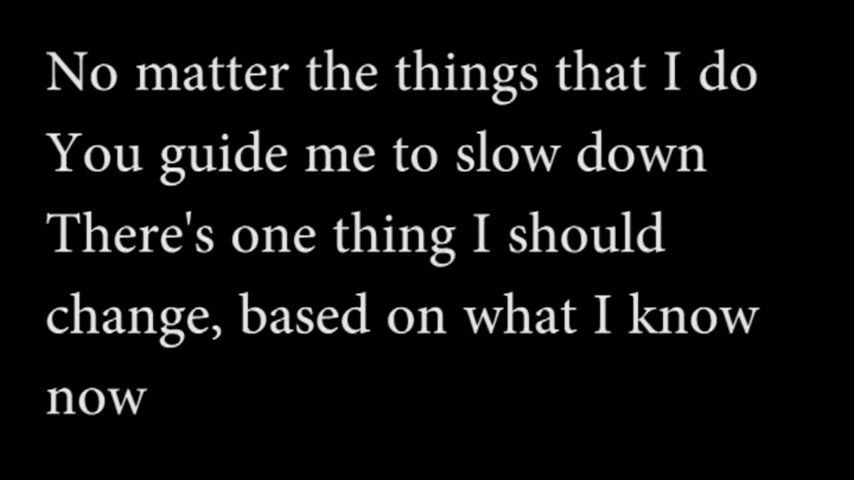 No matter the things that I do
You guide me to slow down
There's one thing I should
change, based on what I know
now